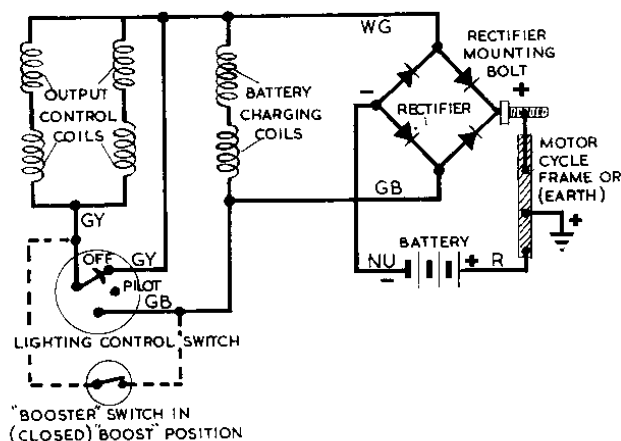 WG
RECTIFIER
MOUNTING
BOLT
+
-
OUTPUT
CONTROL
COILS
BATTERY
CHARGING
COILS
RECTIFIER
MOTOR
CYCLE
FRAME OR
(EARTH)
+
GB
GY
OFF
GY
PILOT
GB
BATTERY
NU
-
+
R
LIGHTING CONTROL SWITCH
"BOOSTER" SWITCH IN
(CLOSED) "BOOST" POSITION